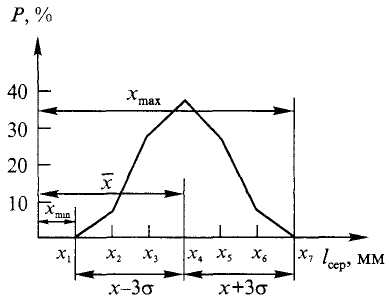 P, %
40
x_max
30
20
x̄
10
x_min
x₁ x₂ x₃ x₄ x₅ x₆ x₇ l_сер, мм
x–3σ x+3σ